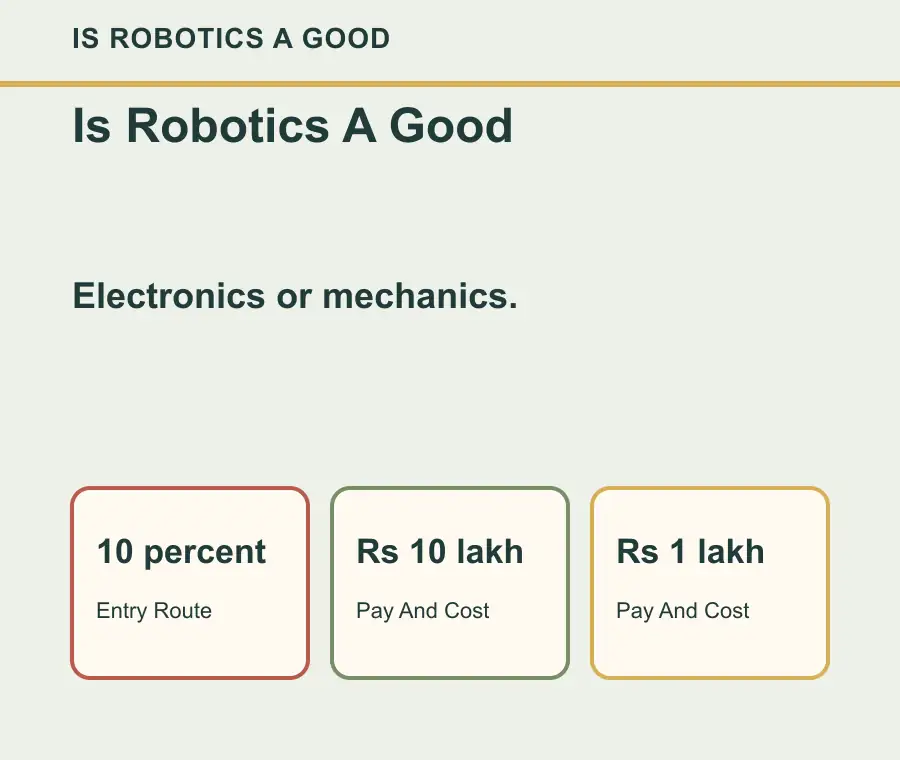 IS ROBOTICS A GOOD
Is Robotics A Good
Electronics or mechanics.
10 percent
Entry Route
Rs 10 lakh
Pay And Cost
Rs 1 lakh
Pay And Cost